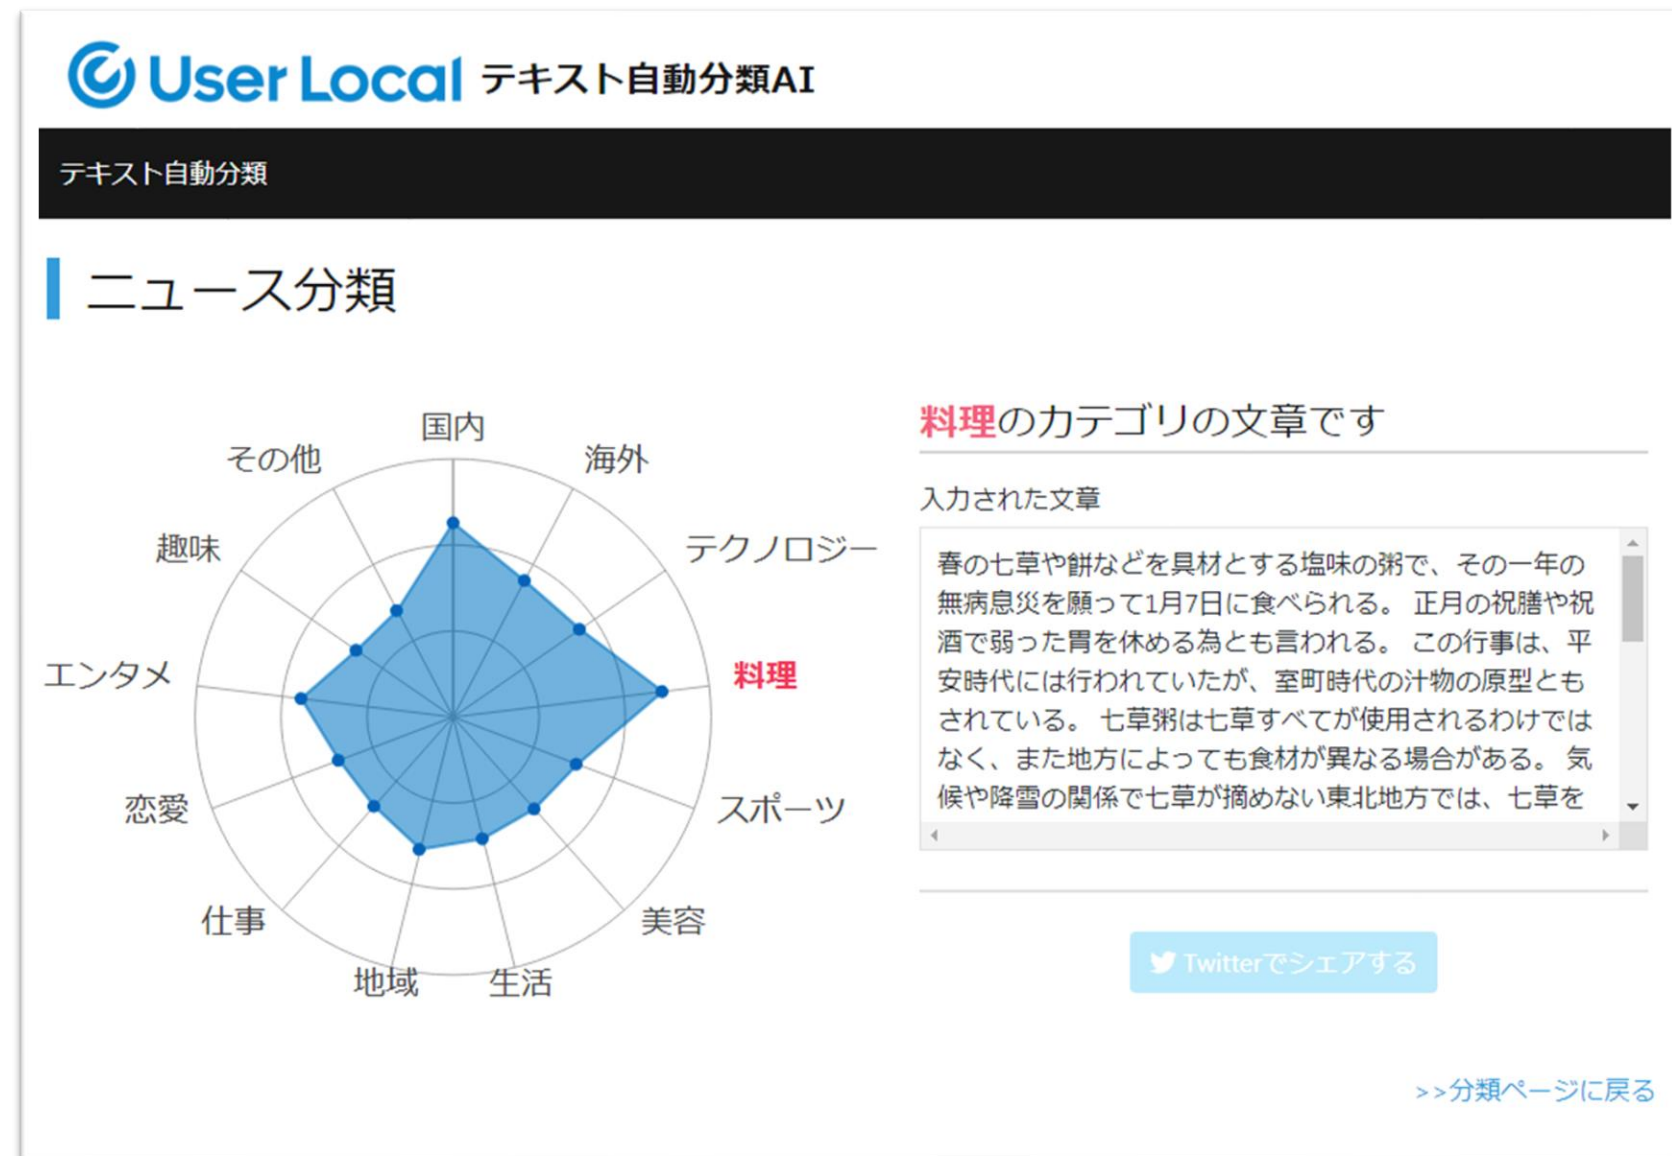 User Local テキスト自動分類AI
テキスト自動分類
ニュース分類
国内
海外
テクノロジー
料理
スポーツ
美容
生活
地域
仕事
恋愛
エンタメ
趣味
その他
料理のカテゴリの文章です
入力された文章
春の七草や餅などを具材とする塩味の粥で、その一年の
無病息災を願って1月7日に食べられる。 正月の祝膳や祝
酒で弱った胃を休める為とも言われる。 この行事は、平
安時代には行われていたが、室町時代の汁物の原型とも
されている。 七草粥は七草すべてが使用されるわけでは
なく、また地方によっても食材が異なる場合がある。 気
候や降雪の関係で七草が摘めない東北地方では、七草を
Twitterでシェアする
>>分類ページに戻る